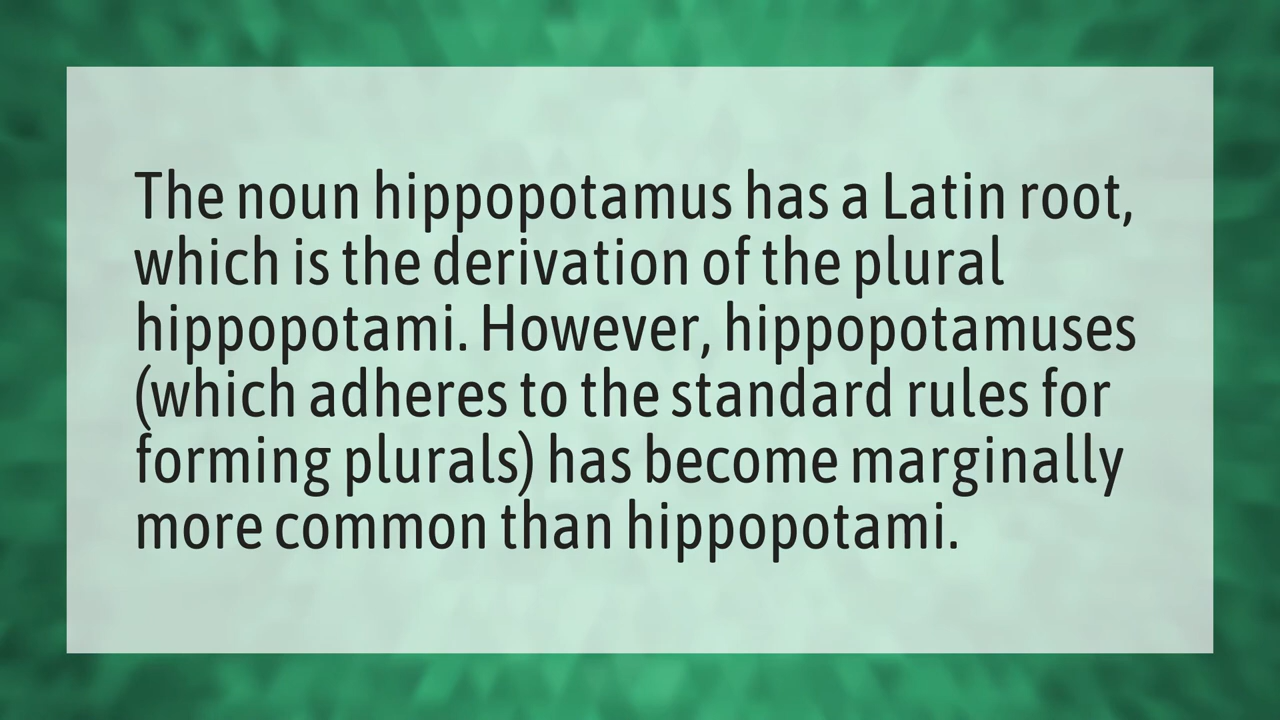 The noun hippopotamus has a Latin root,
which is the derivation of the plural
hippopotami. However, hippopotamuses
(which adheres to the standard rules for
forming plurals) has become marginally
more common than hippopotami.